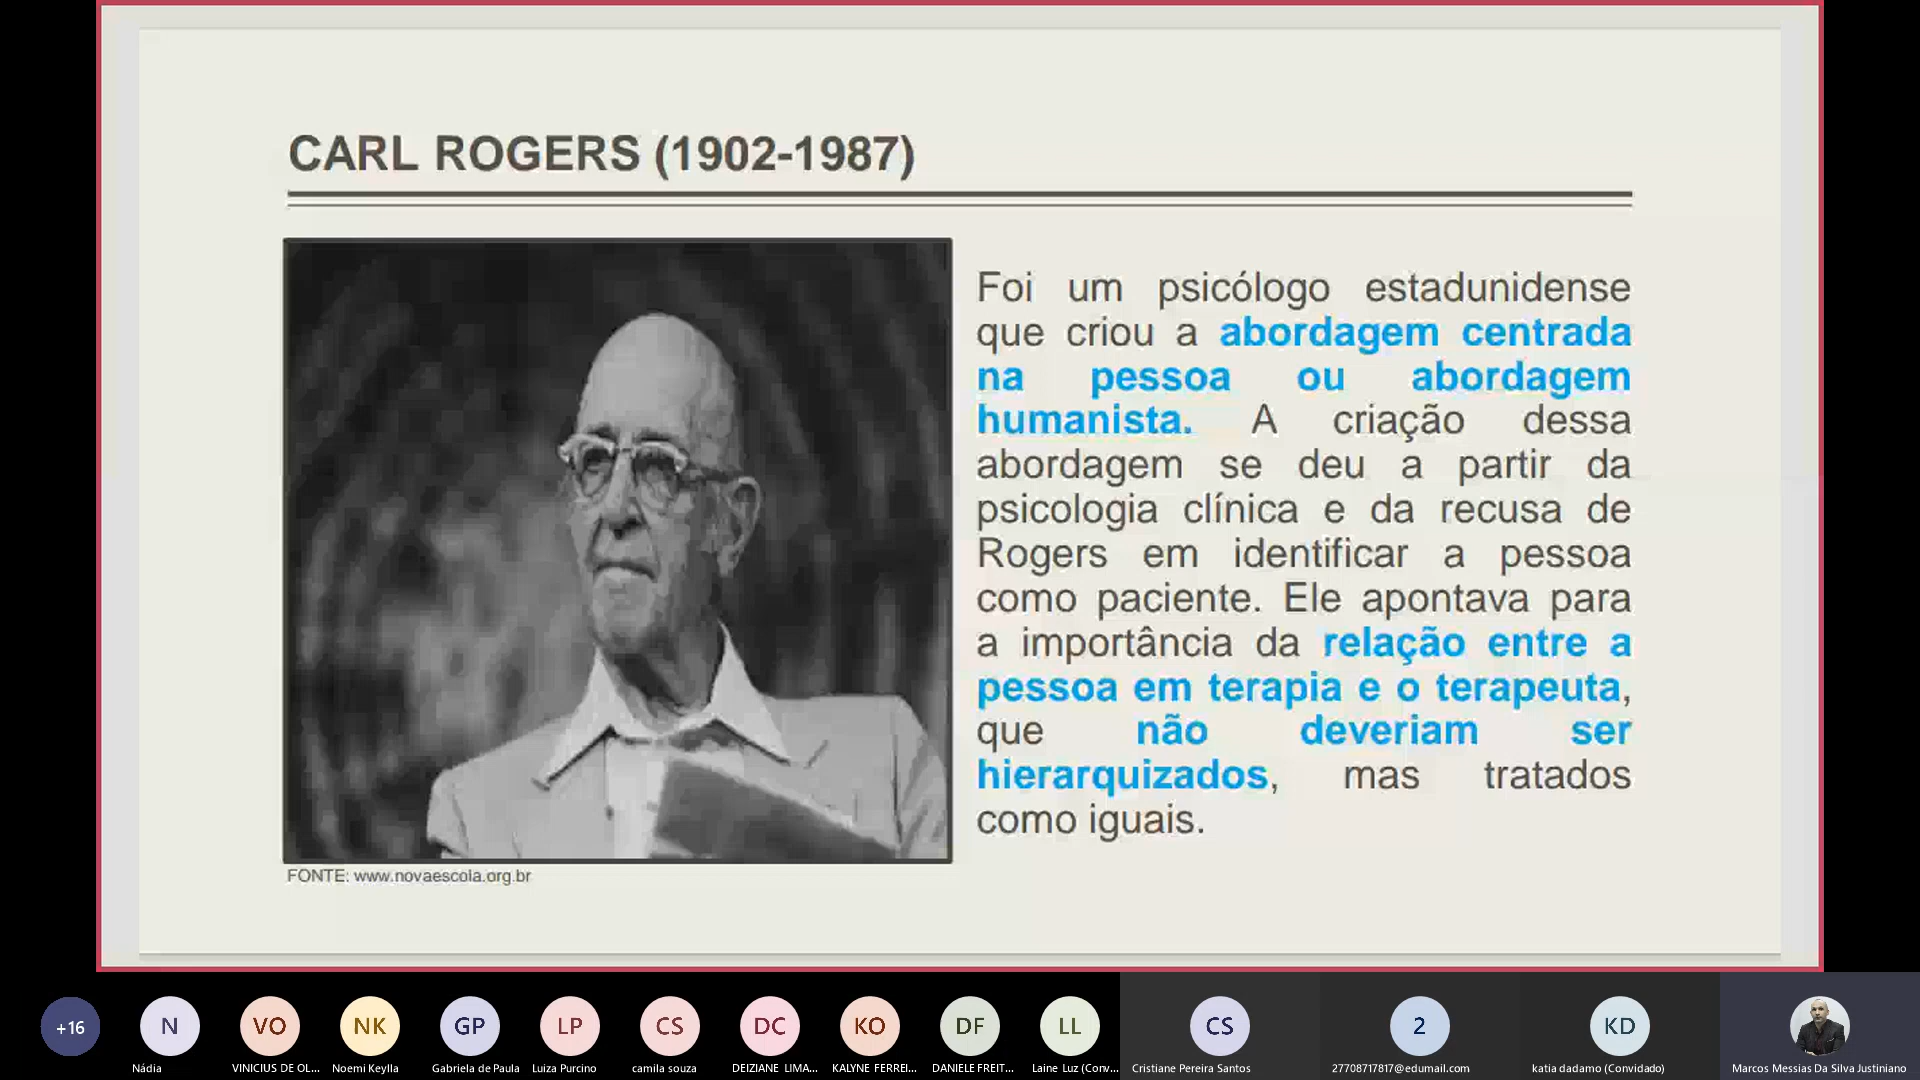 CARL ROGERS (1902-1987)
Foi um psicólogo estadunidense
que criou a abordagem centrada
na pessoa ou abordagem
humanista. A criação dessa
abordagem se deu a partir da
psicologia clínica e da recusa de
Rogers em identificar a pessoa
como paciente. Ele apontava para
a importância da relação entre a
pessoa em terapia e o terapeuta,
que não deveriam ser
hierarquizados, mas tratados
como iguais.
FONTE: www.novaescola.org.br
+16
N
VO
NK
GP
LP
CS
DC
KO
DF
LL
CS
2
KD
Nádia
VINICIUS DE OL...
Noemi Keylla
Gabriela de Paula
Luiza Purcino
camila souza
DEIZIANE LIMA...
KALYNE FERREI...
DANIELE FREIT...
Laine Luz (Conv...
Cristiane Pereira Santos
27708717817@edumail.com
katia dadamo (Convidado)
Marcos Messias Da Silva Justiniano